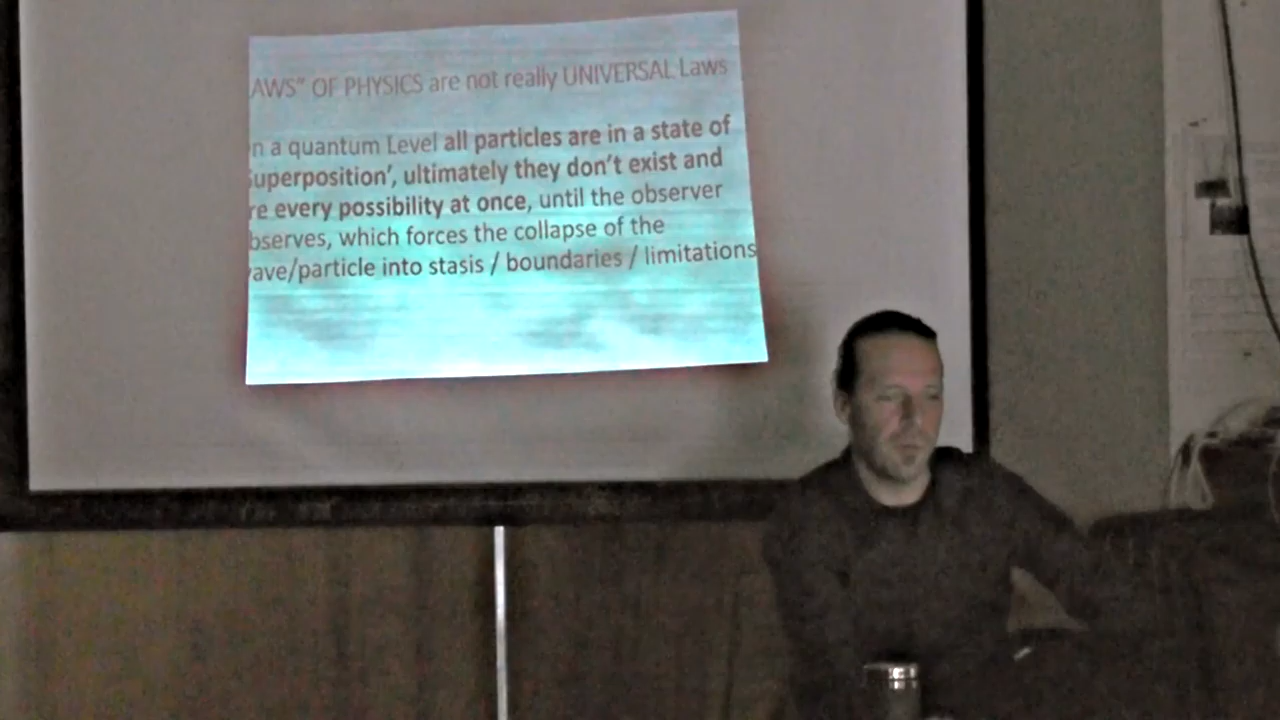 AWS” OF PHYSICS are not really UNIVERSAL Laws
n a quantum Level all particles are in a state of
uperposition’, ultimately they don’t exist and
re every possibility at once, until the observer
bserves, which forces the collapse of the
ave/particle into stasis / boundaries / limitations